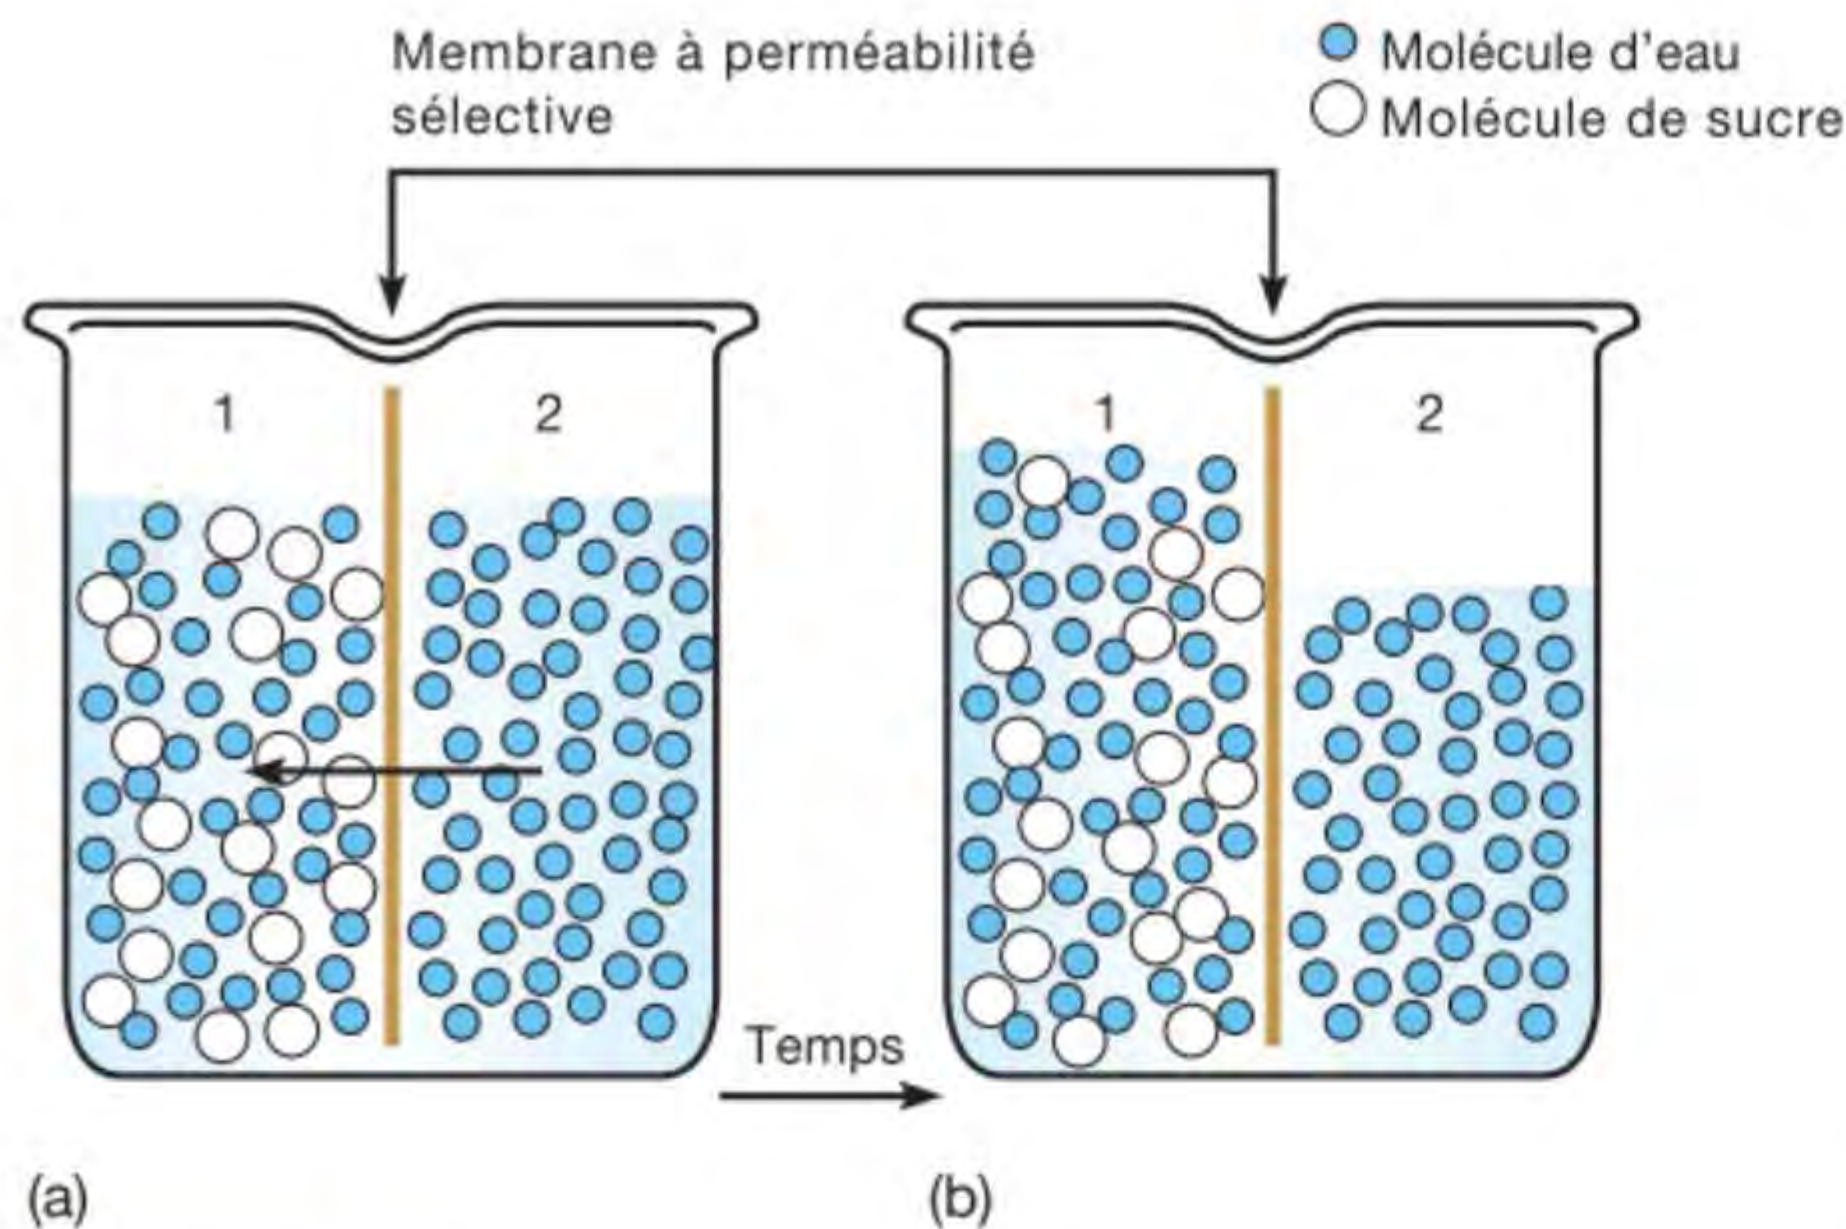 Membrane à perméabilité
sélective
Molécule d'eau
Molécule de sucre
1
2
1
2
Temps
(a)
(b)